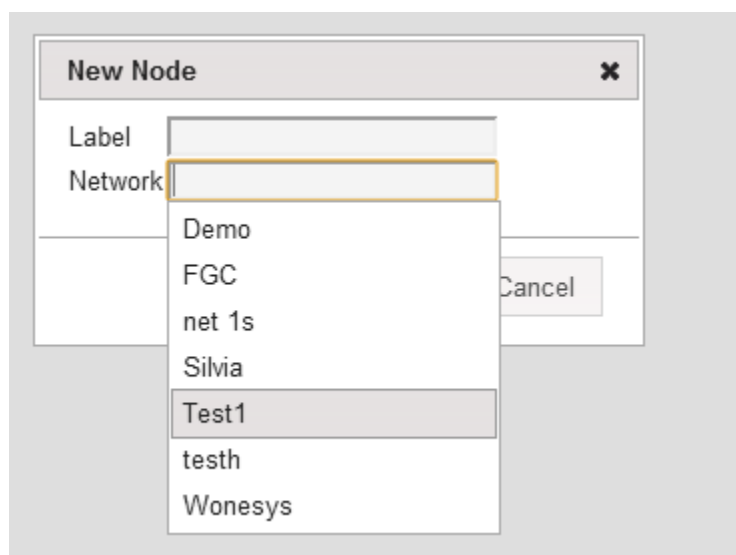 New Node
Label
Network
Demo
FGC
net 1s
Silvia
Test1
testh
Wonesys
Cancel